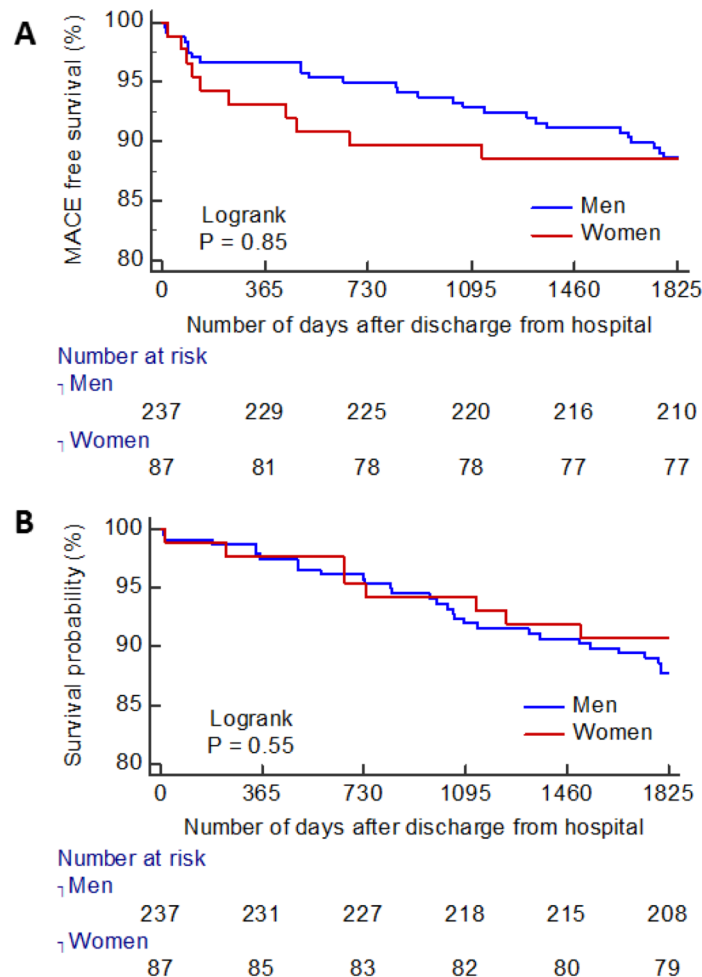 A
MACE free survival (%)
100
95
90
85
80
Logrank
P = 0.85
Men
Women
0 365 730 1095 1460 1825
Number of days after discharge from hospital
Number at risk
Men
237 229 225 220 216 210
Women
87 81 78 78 77 77
B
Survival probability (%)
100
95
90
85
80
Logrank
P = 0.55
Men
Women
0 365 730 1095 1460 1825
Number of days after discharge from hospital
Number at risk
Men
237 231 227 218 215 208
Women
87 85 83 82 80 79